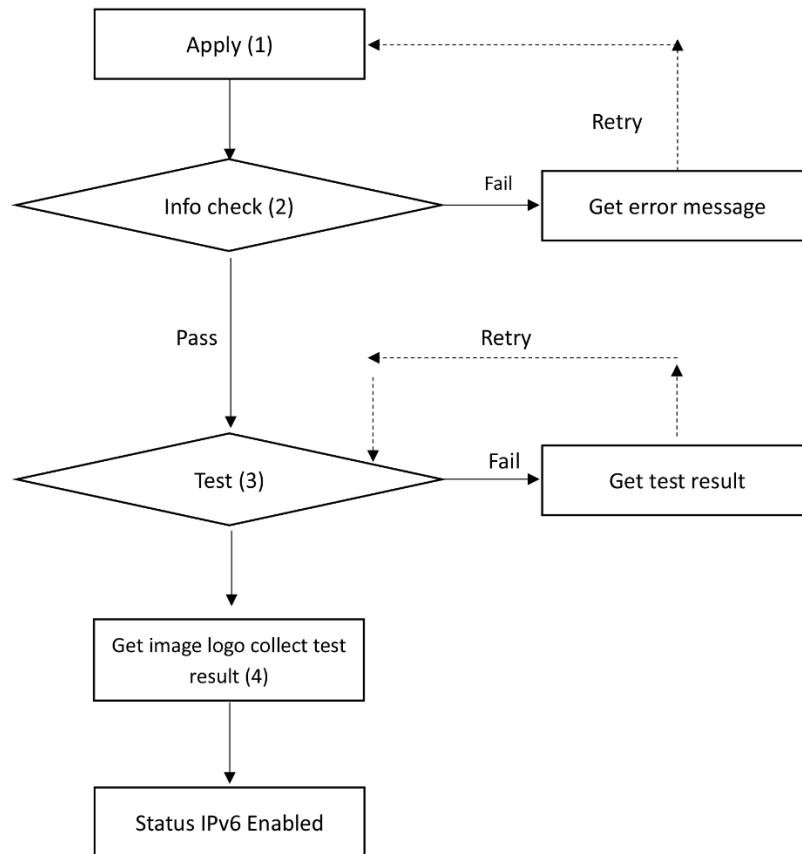 Apply (1)
Retry
Info check (2)
Fail
Get error message
Pass
Retry
Test (3)
Fail
Get test result
Get image logo collect test
result (4)
Status IPv6 Enabled